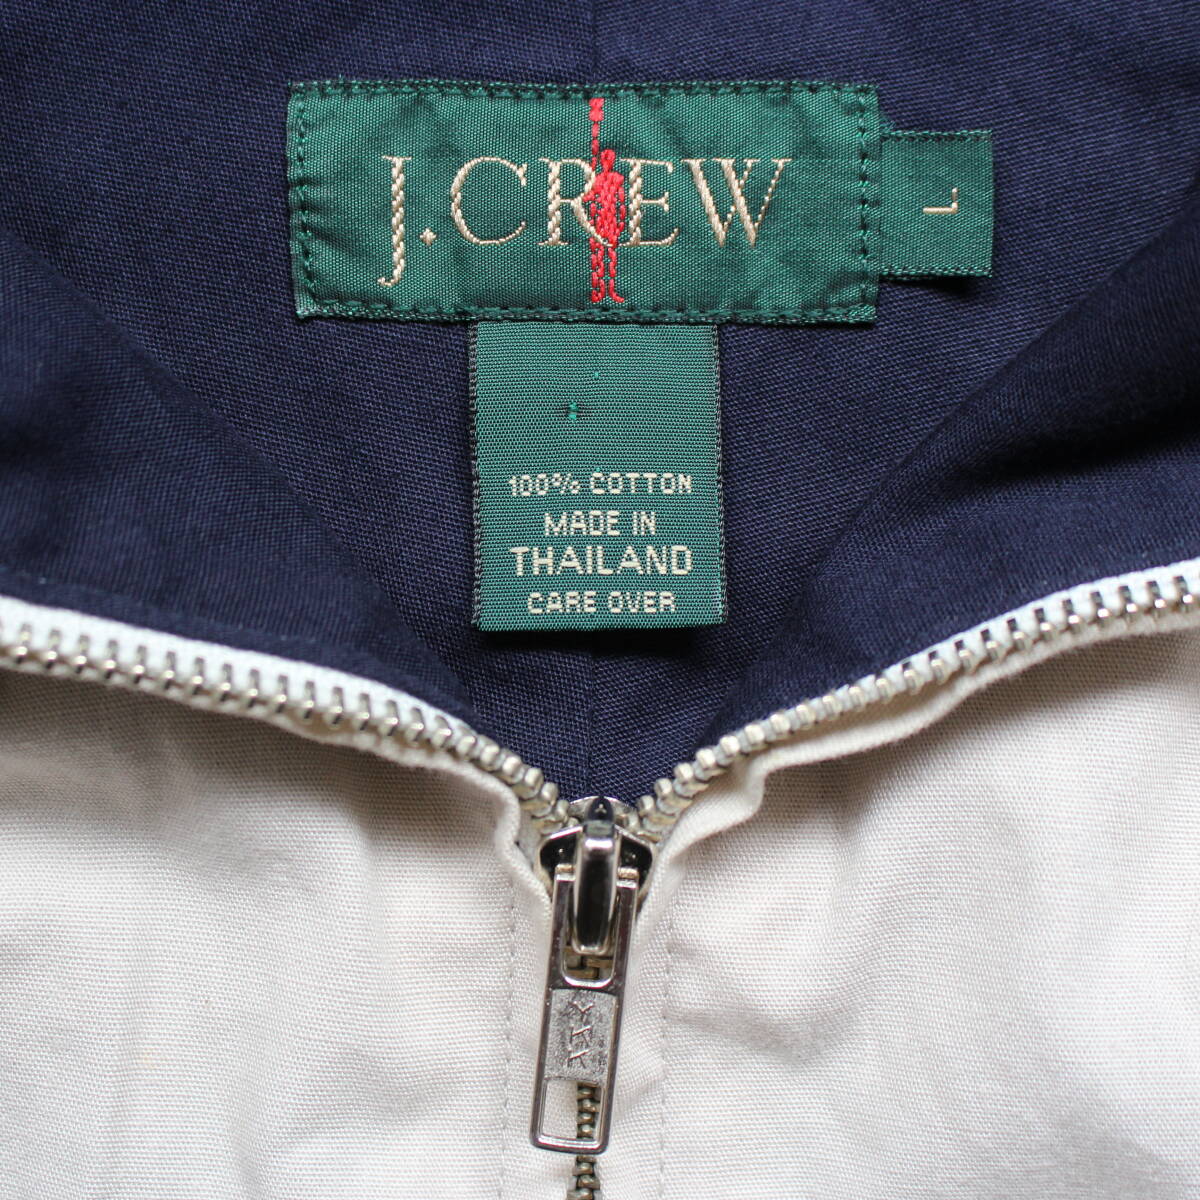 J.CREW
L
100% COTTON
MADE IN
THAILAND
CARE OVER
YKK